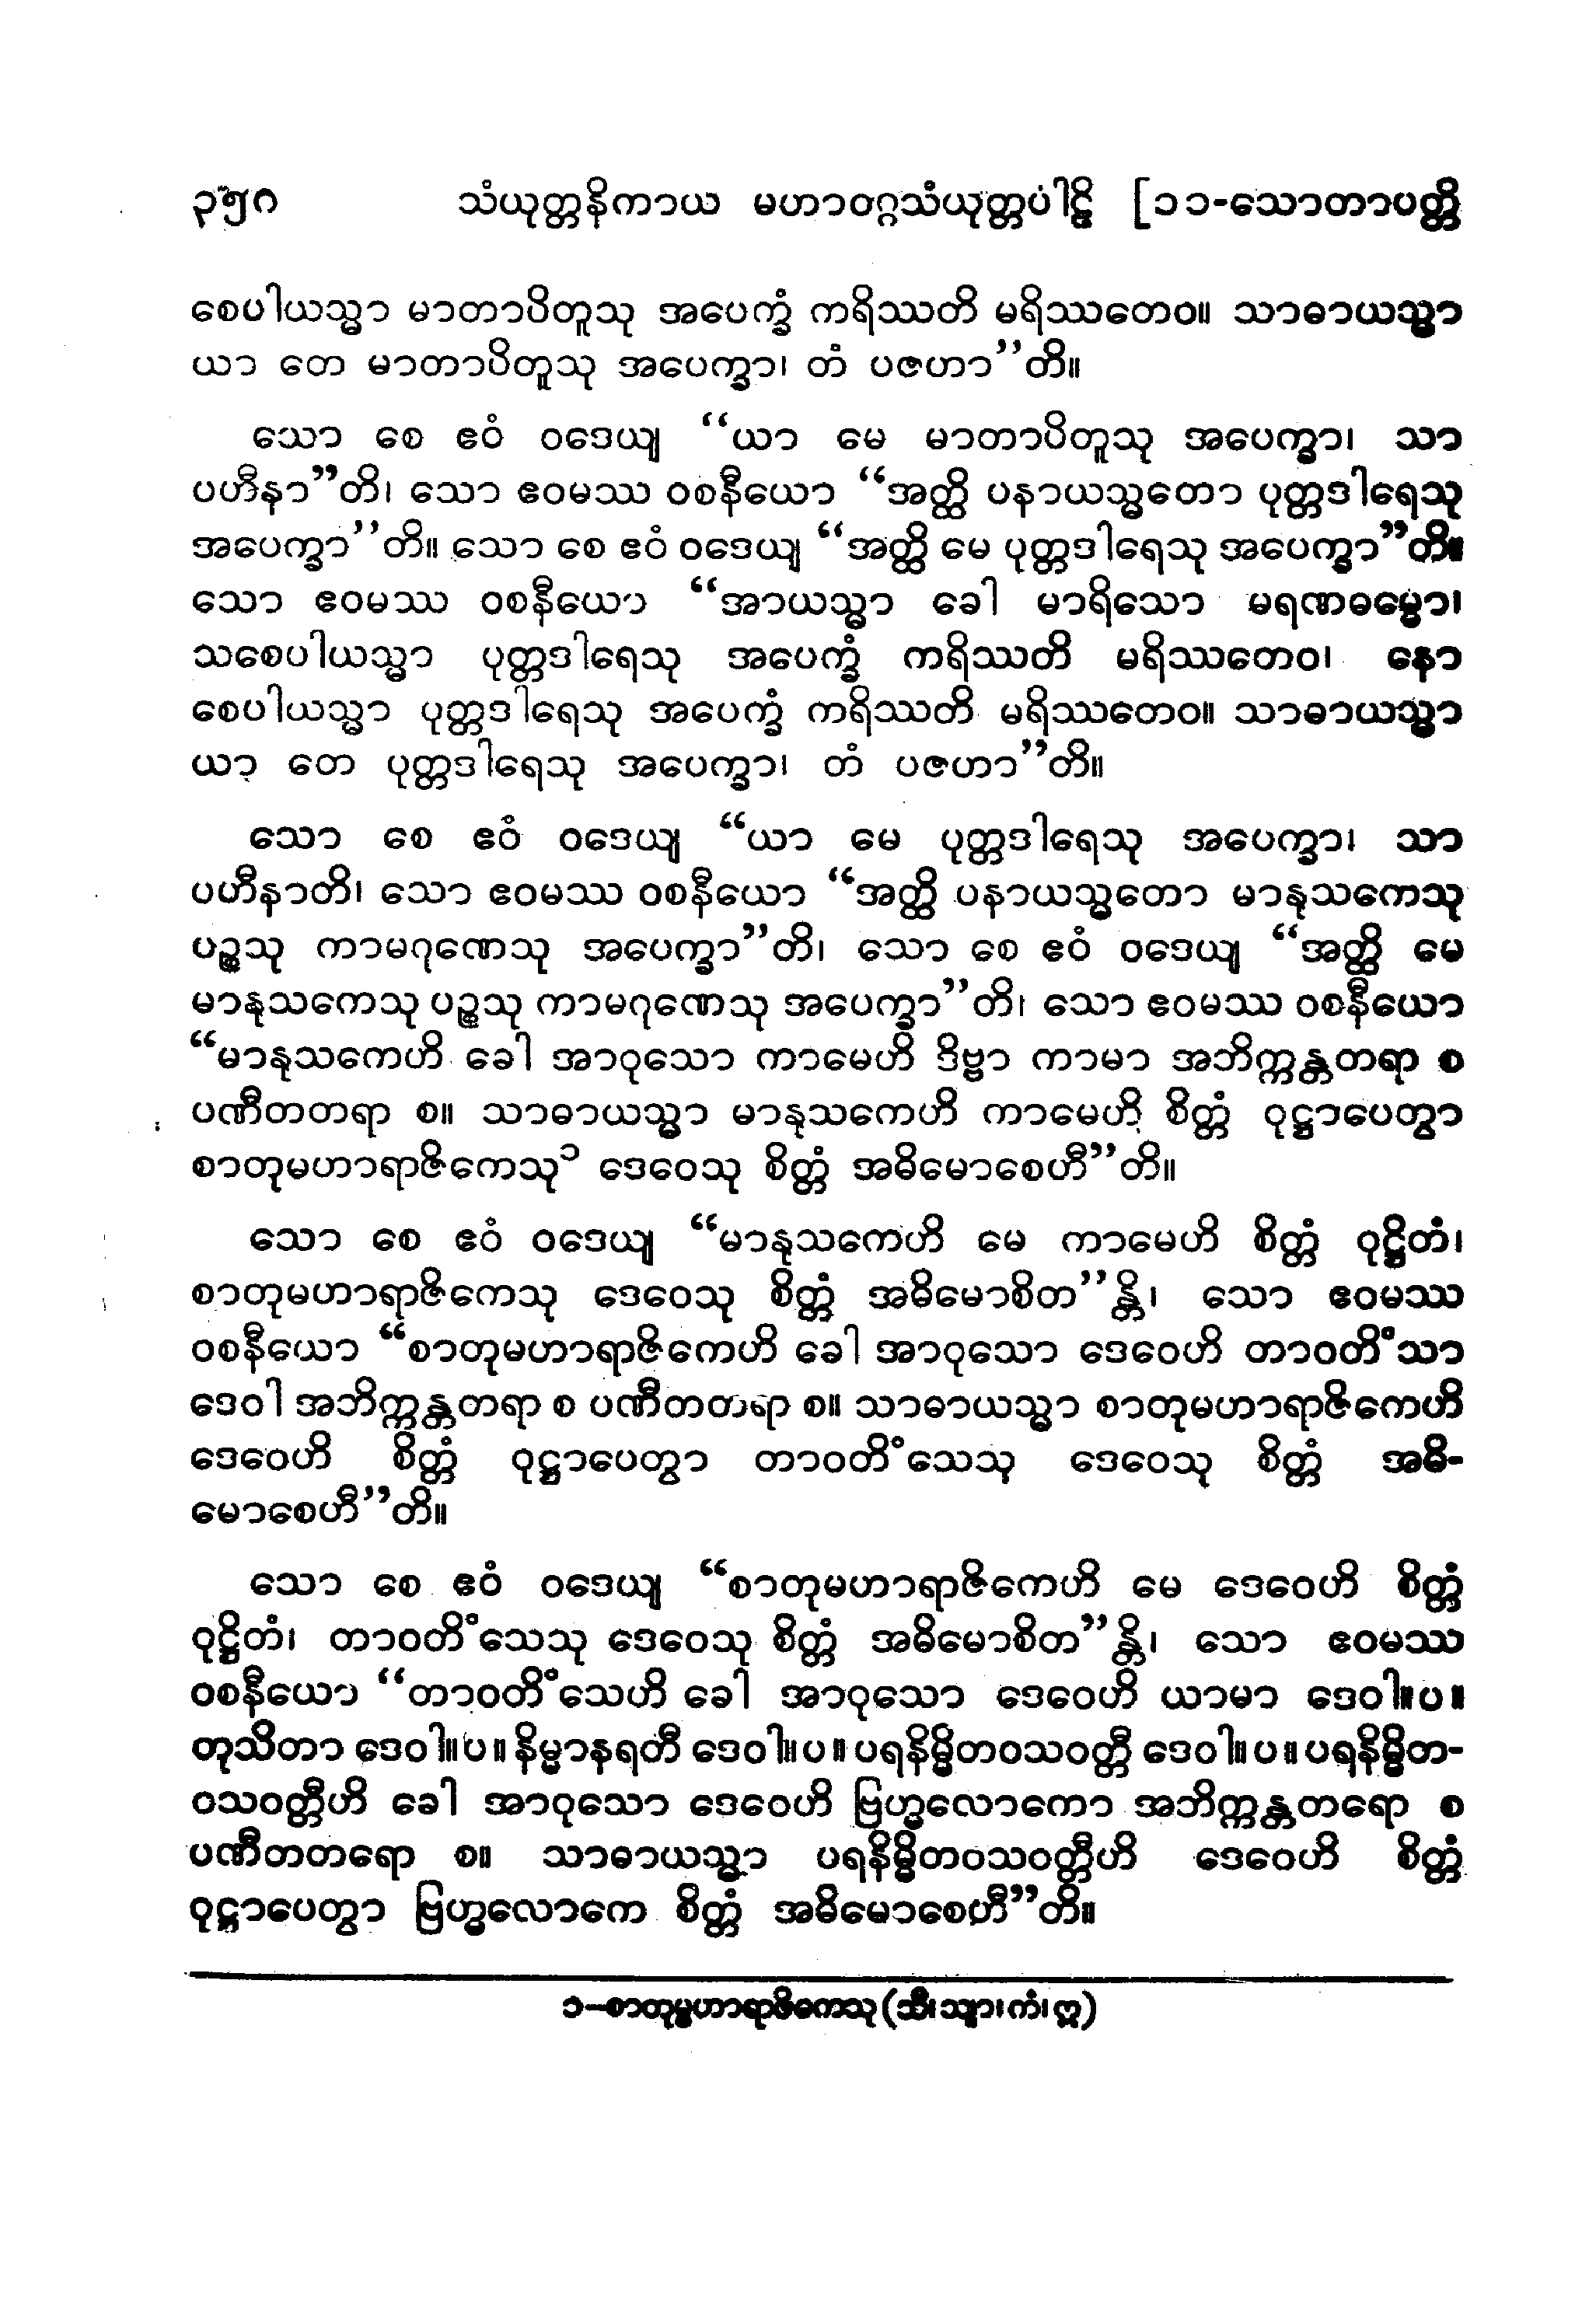 ၃၅၈ သံယုတ္တနိကာယ မဟာဝဂ္ဂသံယုတ္တပါဠိ [၁၁-သောတာပတ္တိ
စေပါယသ္မာ မာတာပိတူသု အပေက္ခံ ကရိဿတိ မရိဿတေဝ။ သာဓာယသ္မာ
ယာ တေ မာတာပိတူသု အပေက္ခာ၊ တံ ပဇဟာ”တိ။
သော စေ ဧဝံ ဝဒေယျ “ယာ မေ မာတာပိတူသု အပေက္ခာ၊ သာ
ပဟီနာ”တိ၊ သော ဧဝမဿ ဝစနီယော “အတ္ထိ ပနာယသ္မတော ပုတ္တဒါရေသု
အပေက္ခာ”တိ။ သော စေ ဧဝံ ဝဒေယျ “အတ္ထိ မေ ပုတ္တဒါရေသု အပေက္ခာ”တိ။
သော ဧဝမဿ ဝစနီယော “အာယသ္မာ ခေါ မာရိသော မရဏဓမ္မော၊
သစေပါယသ္မာ ပုတ္တဒါရေသု အပေက္ခံ ကရိဿတိ မရိဿတေဝ၊ နော
စေပါယသ္မာ ပုတ္တဒါရေသု အပေက္ခံ ကရိဿတိ မရိဿတေဝ။ သာဓာယသ္မာ
ယာ တေ ပုတ္တဒါရေသု အပေက္ခာ၊ တံ ပဇဟာ”တိ။
သော စေ ဧဝံ ဝဒေယျ “ယာ မေ ပုတ္တဒါရေသု အပေက္ခာ၊ သာ
ပဟီနာတိ၊ သော ဧဝမဿ ဝစနီယော “အတ္ထိ ပနာယသ္မတော မာနုသကေသု
ပဉ္စသု ကာမဂုဏေသု အပေက္ခာ”တိ၊ သော စေ ဧဝံ ဝဒေယျ “အတ္ထိ မေ
မာနုသကေသု ပဉ္စသု ကာမဂုဏေသု အပေက္ခာ”တိ၊ သော ဧဝမဿ ဝစနီယော
“မာနုသကေဟိ ခေါ အာဝုသော ကာမေဟိ ဒိဗ္ဗာ ကာမာ အဘိက္ကန္တတရာ စ
ပဏီတတရာ စ။ သာဓာယသ္မာ မာနုသကေဟိ ကာမေဟိ စိတ္တံ ဝုဋ္ဌာပေတွာ
စာတုမဟာရာဇိကေသု ၁ ဒေဝေသု စိတ္တံ အဓိမောစေဟီ”တိ။
သော စေ ဧဝံ ဝဒေယျ “မာနုသကေဟိ မေ ကာမေဟိ စိတ္တံ ဝုဋ္ဌိတံ၊
စာတုမဟာရာဇိကေသု ဒေဝေသု စိတ္တံ အဓိမောစိတ”န္တိ၊ သော ဧဝမဿ
ဝစနီယော “စာတုမဟာရာဇိကေဟိ ခေါ အာဝုသော ဒေဝေဟိ တာဝတိံသာ
ဒေဝါ အဘိက္ကန္တတရာ စ ပဏီတတရာ စ။ သာဓာယသ္မာ စာတုမဟာရာဇိကေဟိ
ဒေဝေဟိ စိတ္တံ ဝုဋ္ဌာပေတွာ တာဝတိံသေသု ဒေဝေသု စိတ္တံ အဓိ-
မောစေဟီ”တိ။
သော စေ ဧဝံ ဝဒေယျ “စာတုမဟာရာဇိကေဟိ မေ ဒေဝေဟိ စိတ္တံ
ဝုဋ္ဌိတံ၊ တာဝတိံသေသု ဒေဝေသု စိတ္တံ အဓိမောစိတ”န္တိ၊ သော ဧဝမဿ
ဝစနီယော “တာဝတိံသေဟိ ခေါ အာဝုသော ဒေဝေဟိ ယာမာ ဒေဝါ။ပ။
တုသိတာ ဒေဝါ။ပ။ နိမ္မာနရတီ ဒေဝါ။ပ။ ပရနိမ္မိတဝသဝတ္တီ ဒေဝါ။ပ။ ပရနိမ္မိတ-
ဝသဝတ္တီဟိ ခေါ အာဝုသော ဒေဝေဟိ ဗြဟ္မလောကော အဘိက္ကန္တတရော စ
ပဏီတတရော စ။ သာဓာယသ္မာ ပရနိမ္မိတဝသဝတ္တီဟိ ဒေဝေဟိ စိတ္တံ
ဝုဋ္ဌာပေတွာ ဗြဟ္မလောကေ စိတ္တံ အဓိမောစေဟီ”တိ။
၁-စာတုမ္မဟာရာဇိကေသု (သီ၊ သျာ၊ ကံ၊ ဣ)